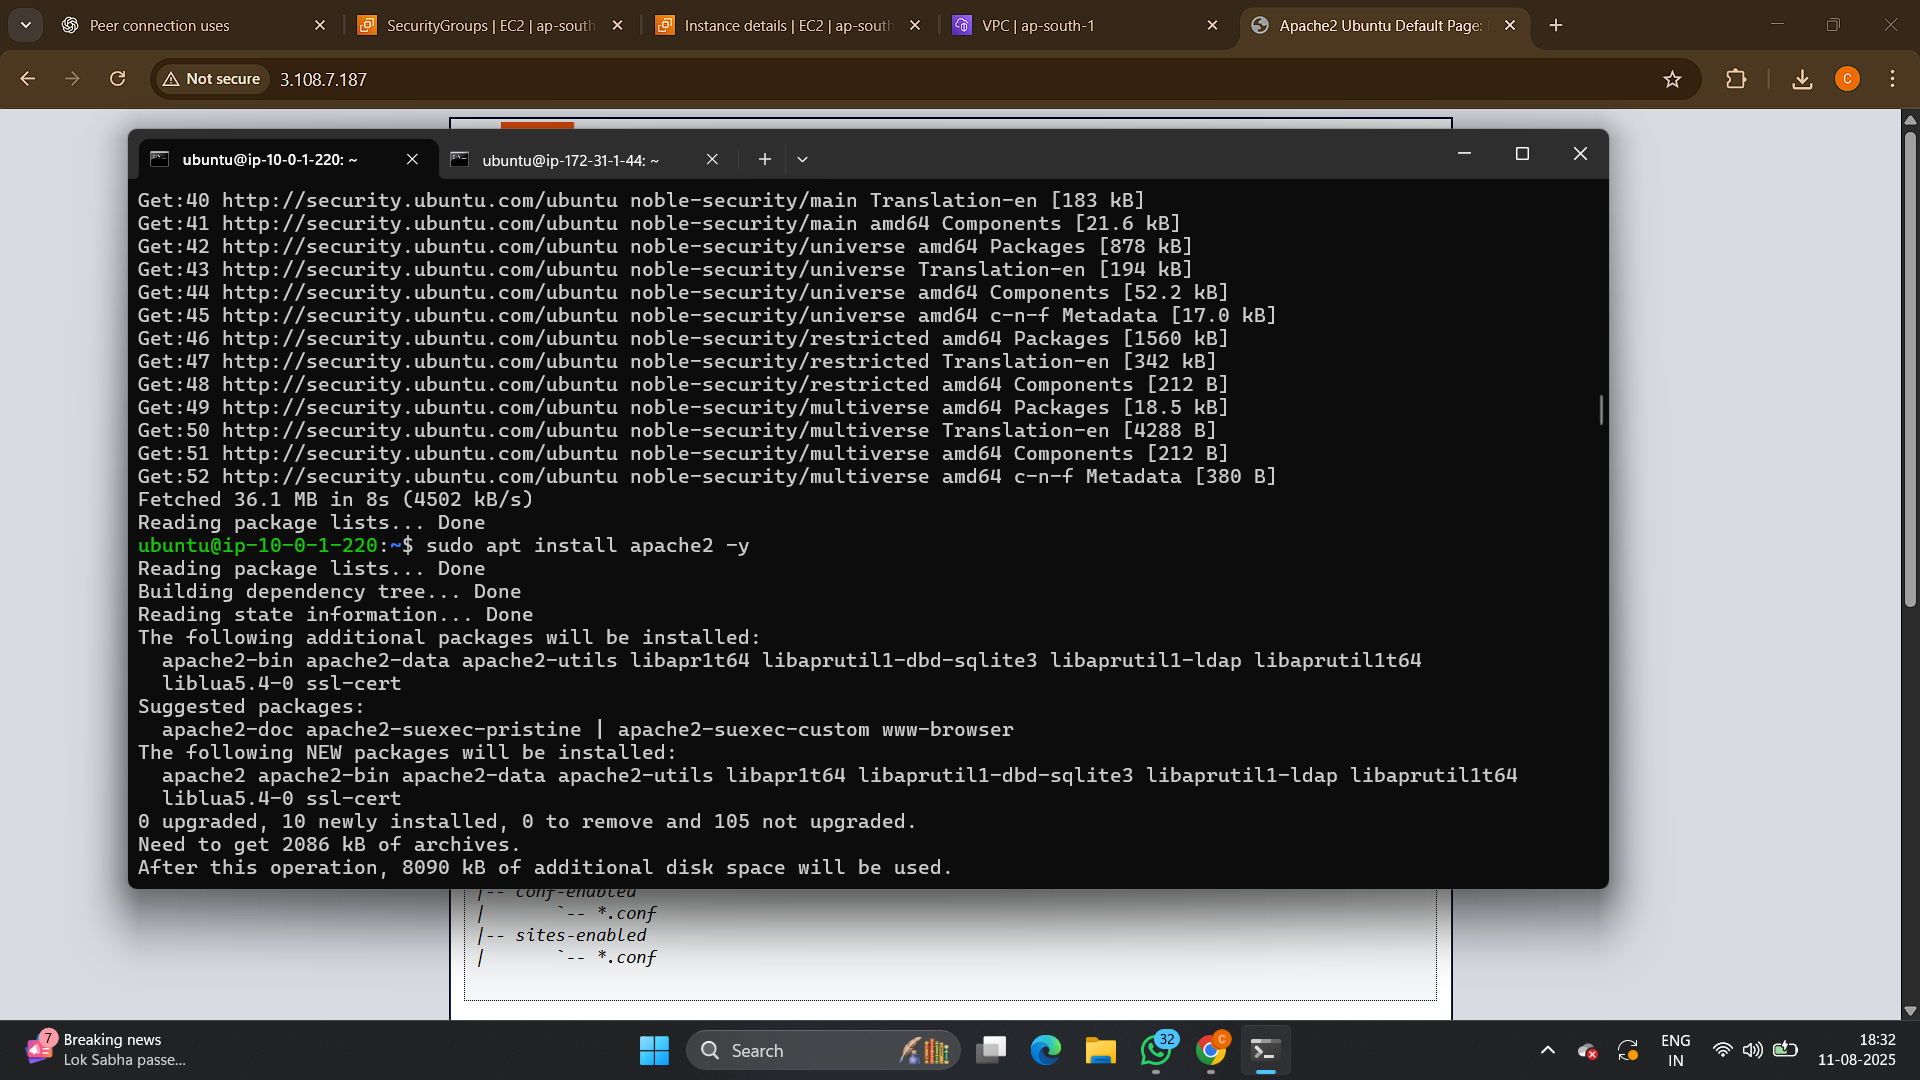 Peer connection uses
SecurityGroups | EC2 | ap-south
Instance details | EC2 | ap-south
VPC | ap-south-1
Apache2 Ubuntu Default Page:
Not secure
3.108.7.187
C
ubuntu@ip-10-0-1-220: ~
ubuntu@ip-172-31-1-44: ~
Get:40 http://security.ubuntu.com/ubuntu noble-security/main Translation-en [183 kB]
Get:41 http://security.ubuntu.com/ubuntu noble-security/main amd64 Components [21.6 kB]
Get:42 http://security.ubuntu.com/ubuntu noble-security/universe amd64 Packages [878 kB]
Get:43 http://security.ubuntu.com/ubuntu noble-security/universe Translation-en [194 kB]
Get:44 http://security.ubuntu.com/ubuntu noble-security/universe amd64 Components [52.2 kB]
Get:45 http://security.ubuntu.com/ubuntu noble-security/universe amd64 c-n-f Metadata [17.0 kB]
Get:46 http://security.ubuntu.com/ubuntu noble-security/restricted amd64 Packages [1560 kB]
Get:47 http://security.ubuntu.com/ubuntu noble-security/restricted Translation-en [342 kB]
Get:48 http://security.ubuntu.com/ubuntu noble-security/restricted amd64 Components [212 B]
Get:49 http://security.ubuntu.com/ubuntu noble-security/multiverse amd64 Packages [18.5 kB]
Get:50 http://security.ubuntu.com/ubuntu noble-security/multiverse Translation-en [4288 B]
Get:51 http://security.ubuntu.com/ubuntu noble-security/multiverse amd64 Components [212 B]
Get:52 http://security.ubuntu.com/ubuntu noble-security/multiverse amd64 c-n-f Metadata [380 B]
Fetched 36.1 MB in 8s (4502 kB/s)
Reading package lists... Done
ubuntu@ip-10-0-1-220:~$ sudo apt install apache2 -y
Reading package lists... Done
Building dependency tree... Done
Reading state information... Done
The following additional packages will be installed:
  apache2-bin apache2-data apache2-utils libapr1t64 libaprutil1-dbd-sqlite3 libaprutil1-ldap libaprutil1t64
  liblua5.4-0 ssl-cert
Suggested packages:
  apache2-doc apache2-suexec-pristine | apache2-suexec-custom www-browser
The following NEW packages will be installed:
  apache2 apache2-bin apache2-data apache2-utils libapr1t64 libaprutil1-dbd-sqlite3 libaprutil1-ldap libaprutil1t64
  liblua5.4-0 ssl-cert
0 upgraded, 10 newly installed, 0 to remove and 105 not upgraded.
Need to get 2086 kB of archives.
After this operation, 8090 kB of additional disk space will be used.
|-- conf-enabled
|       `-- *.conf
|-- sites-enabled
|       `-- *.conf
7
Breaking news
Lok Sabha passe...
Search
32
C
ENG
IN
18:32
11-08-2025